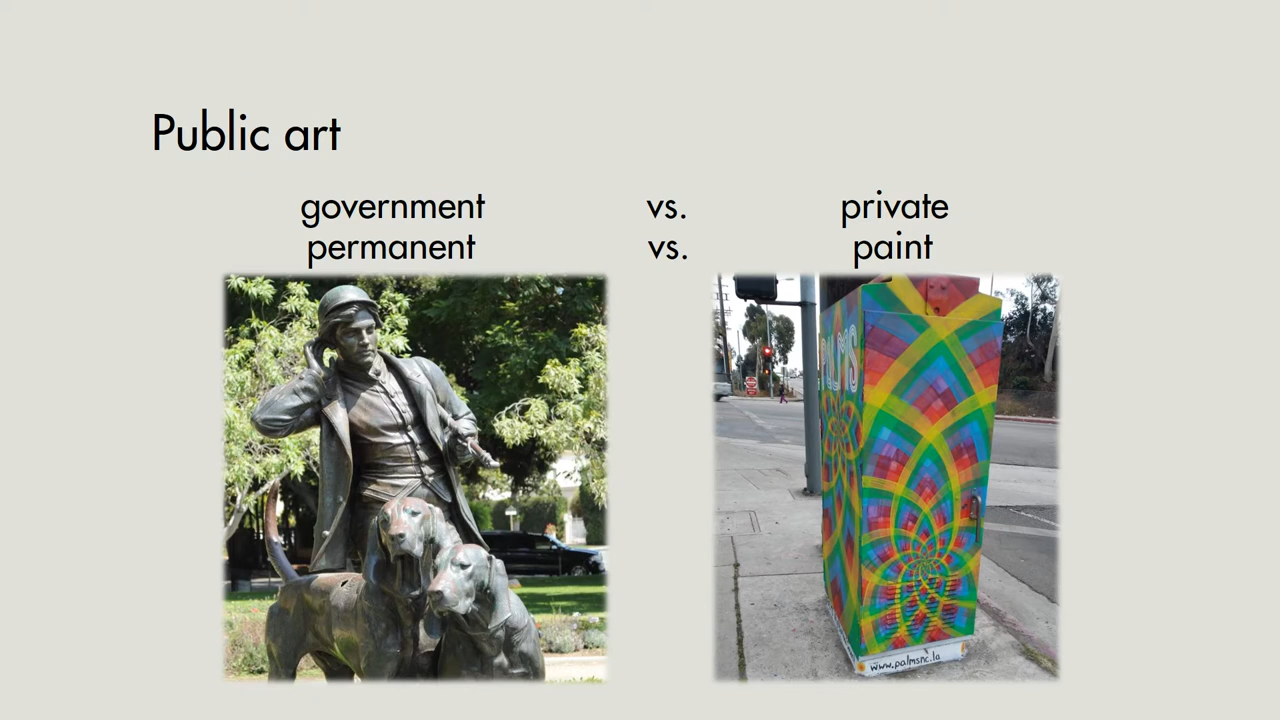 Public art
government vs. private
permanent vs. paint
PALMS
www.palmsnc.la